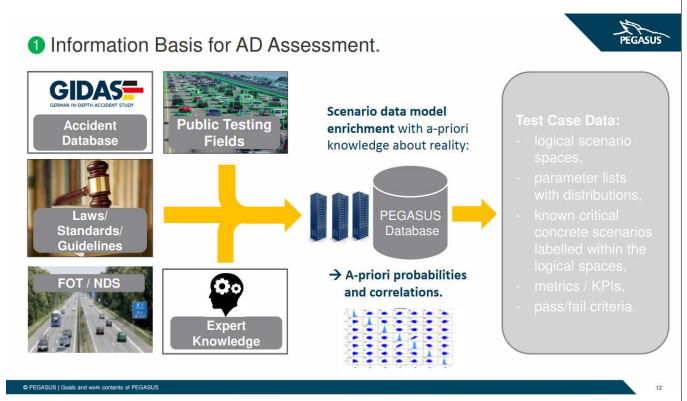 PEGASUS
1 Information Basis for AD Assessment.
GIDAS
GERMAN IN-DEPTH ACCIDENT STUDY
Accident
Database
Public Testing
Fields
Laws/
Standards/
Guidelines
FOT / NDS
Expert
Knowledge
Scenario data model
enrichment with a-priori
knowledge about reality:
PEGASUS
Database
→ A-priori probabilities
and correlations.
Test Case Data:
- logical scenario
spaces,
- parameter lists
with distributions,
- known critical
concrete scenarios
labelled within the
logical spaces,
- metrics / KPIs,
- pass/fail criteria.
© PEGASUS | Goals and work contents of PEGASUS
12